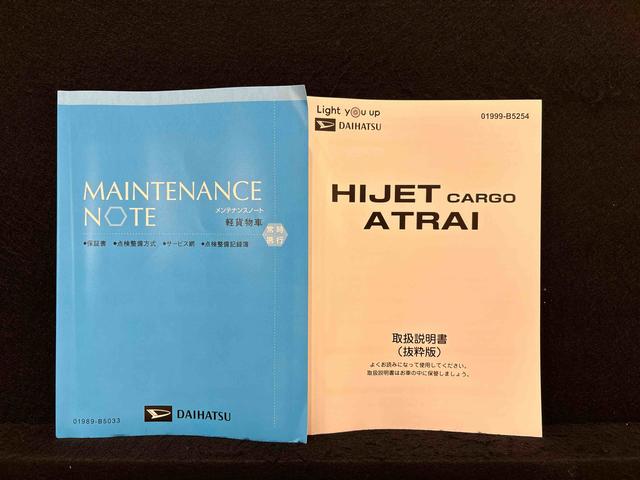 MAINTENANCE
NOTE
メンテナンスノート
軽貨物車
常時
携行
◆保証書 ◆点検整備方式 ◆サービス網 ◆点検整備記録簿
01989-B5033
DAIHATSU
Light you up
DAIHATSU
01999-B5254
HIJET CARGO
ATRAI
取扱説明書
（抜粋版）
よくお読みになって使用してください。
取扱説明書はお車の中に保管しましょう。